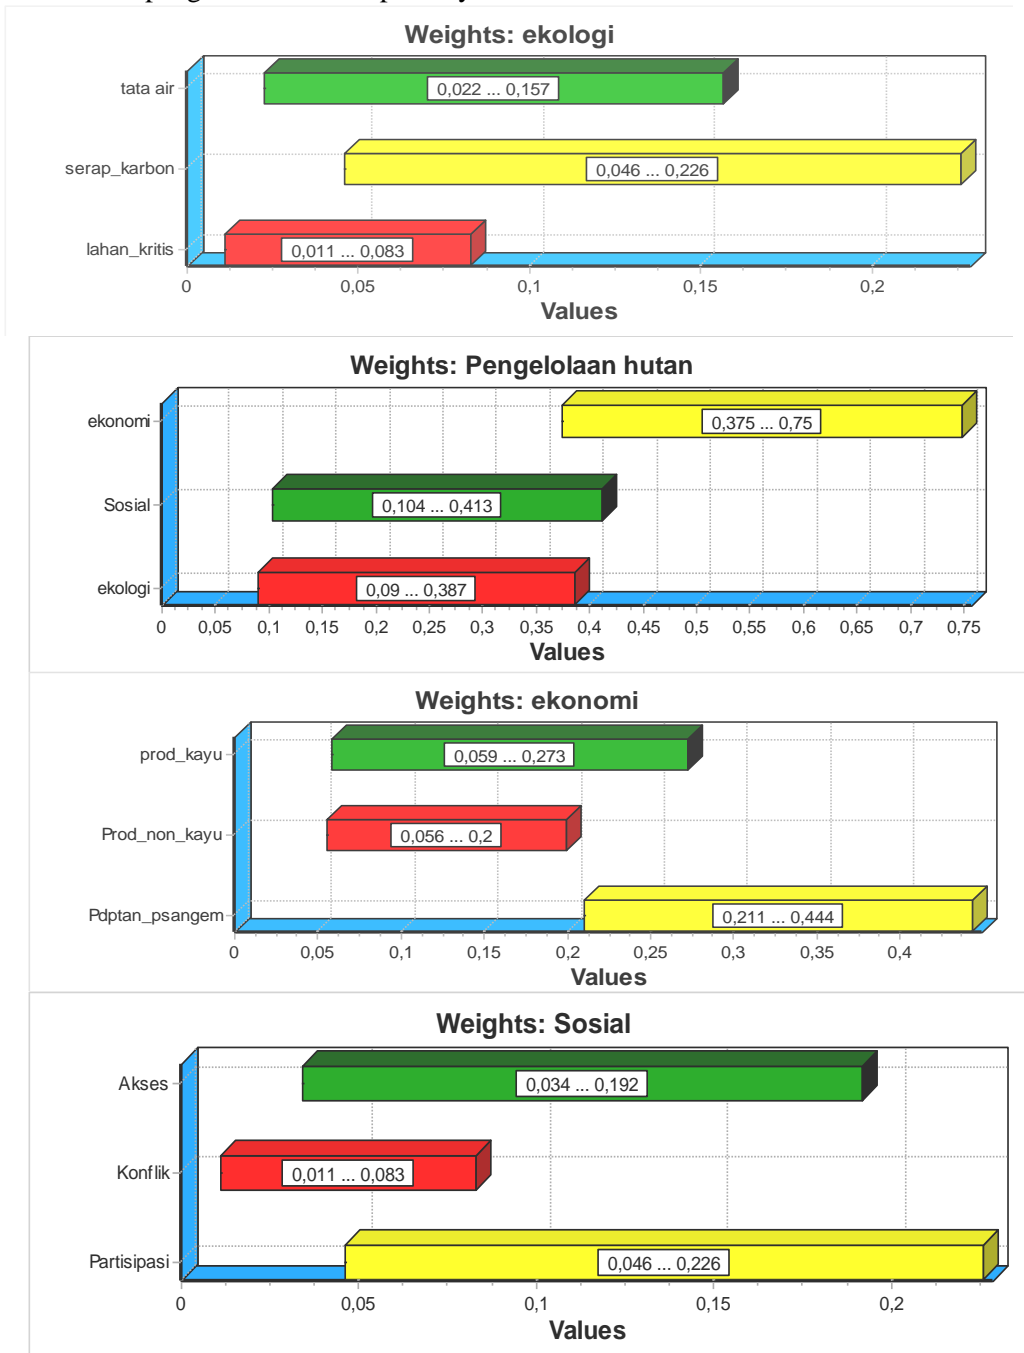 Weights: ekologi
tata air
0,022 ... 0,157
serap_karbon
0,046 ... 0,226
lahan_kritis
0,011 ... 0,083
0 0,05 0,1 0,15 0,2
Values
Weights: Pengelolaan hutan
ekonomi
0,375 ... 0,75
Sosial
0,104 ... 0,413
ekologi
0,09 ... 0,387
0 0,05 0,1 0,15 0,2 0,25 0,3 0,35 0,4 0,45 0,5 0,55 0,6 0,65 0,7 0,75
Values
Weights: ekonomi
prod_kayu
0,059 ... 0,273
Prod_non_kayu
0,056 ... 0,2
Pdptan_psangem
0,211 ... 0,444
0 0,05 0,1 0,15 0,2 0,25 0,3 0,35 0,4
Values
Weights: Sosial
Akses
0,034 ... 0,192
Konflik
0,011 ... 0,083
Partisipasi
0,046 ... 0,226
0 0,05 0,1 0,15 0,2
Values